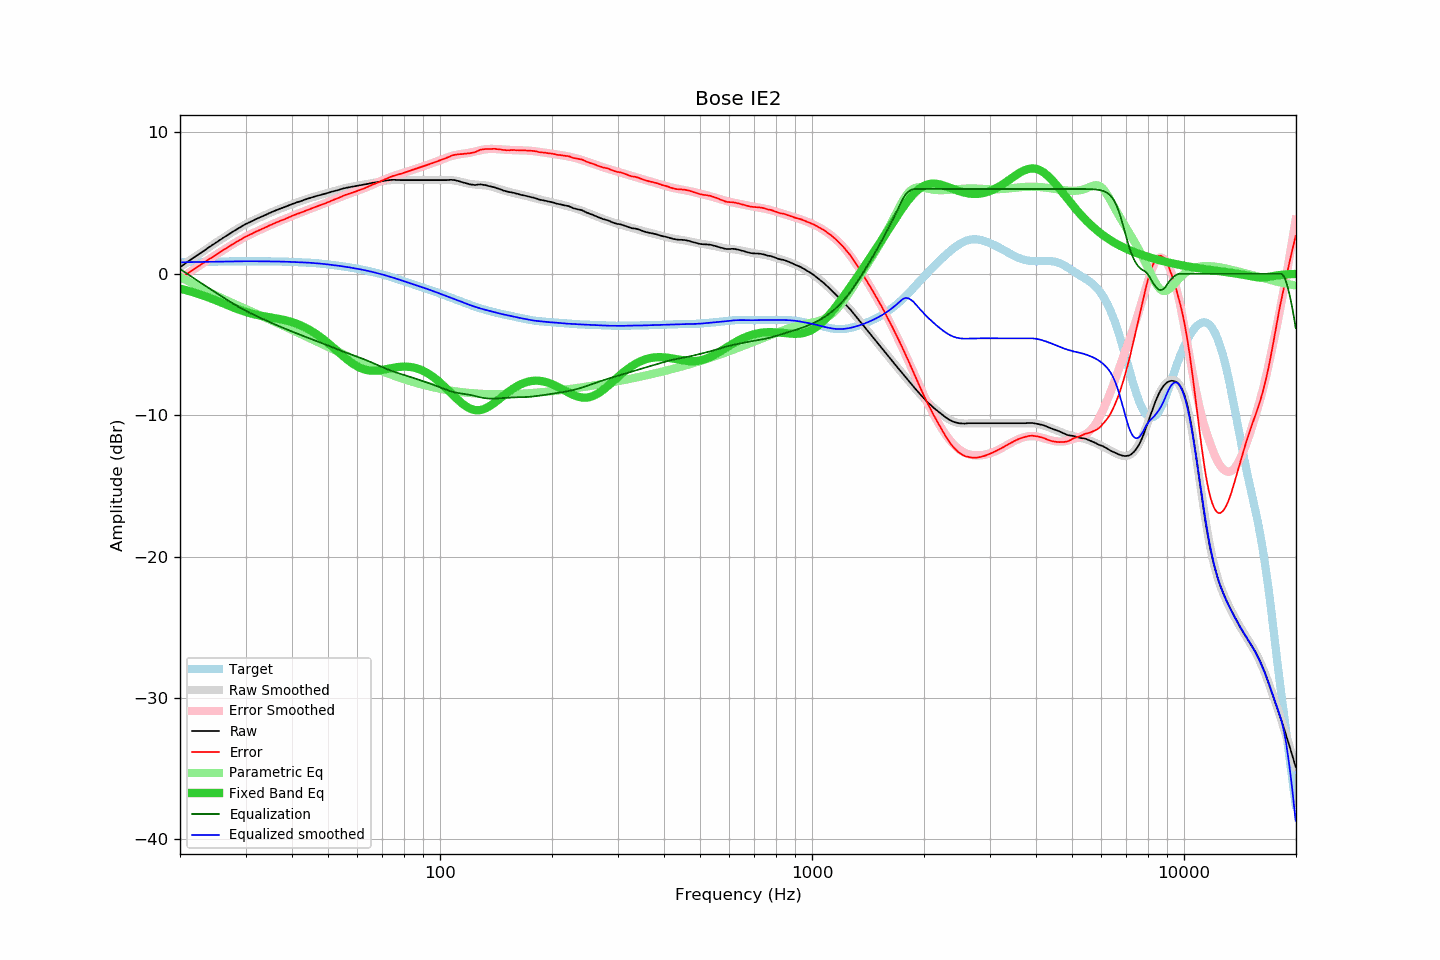 Bose IE2
10
0
−10
−20
−30
−40
Amplitude (dBr)
Target
Raw Smoothed
Error Smoothed
Raw
Error
Parametric Eq
Fixed Band Eq
Equalization
Equalized smoothed
100
1000
10000
Frequency (Hz)